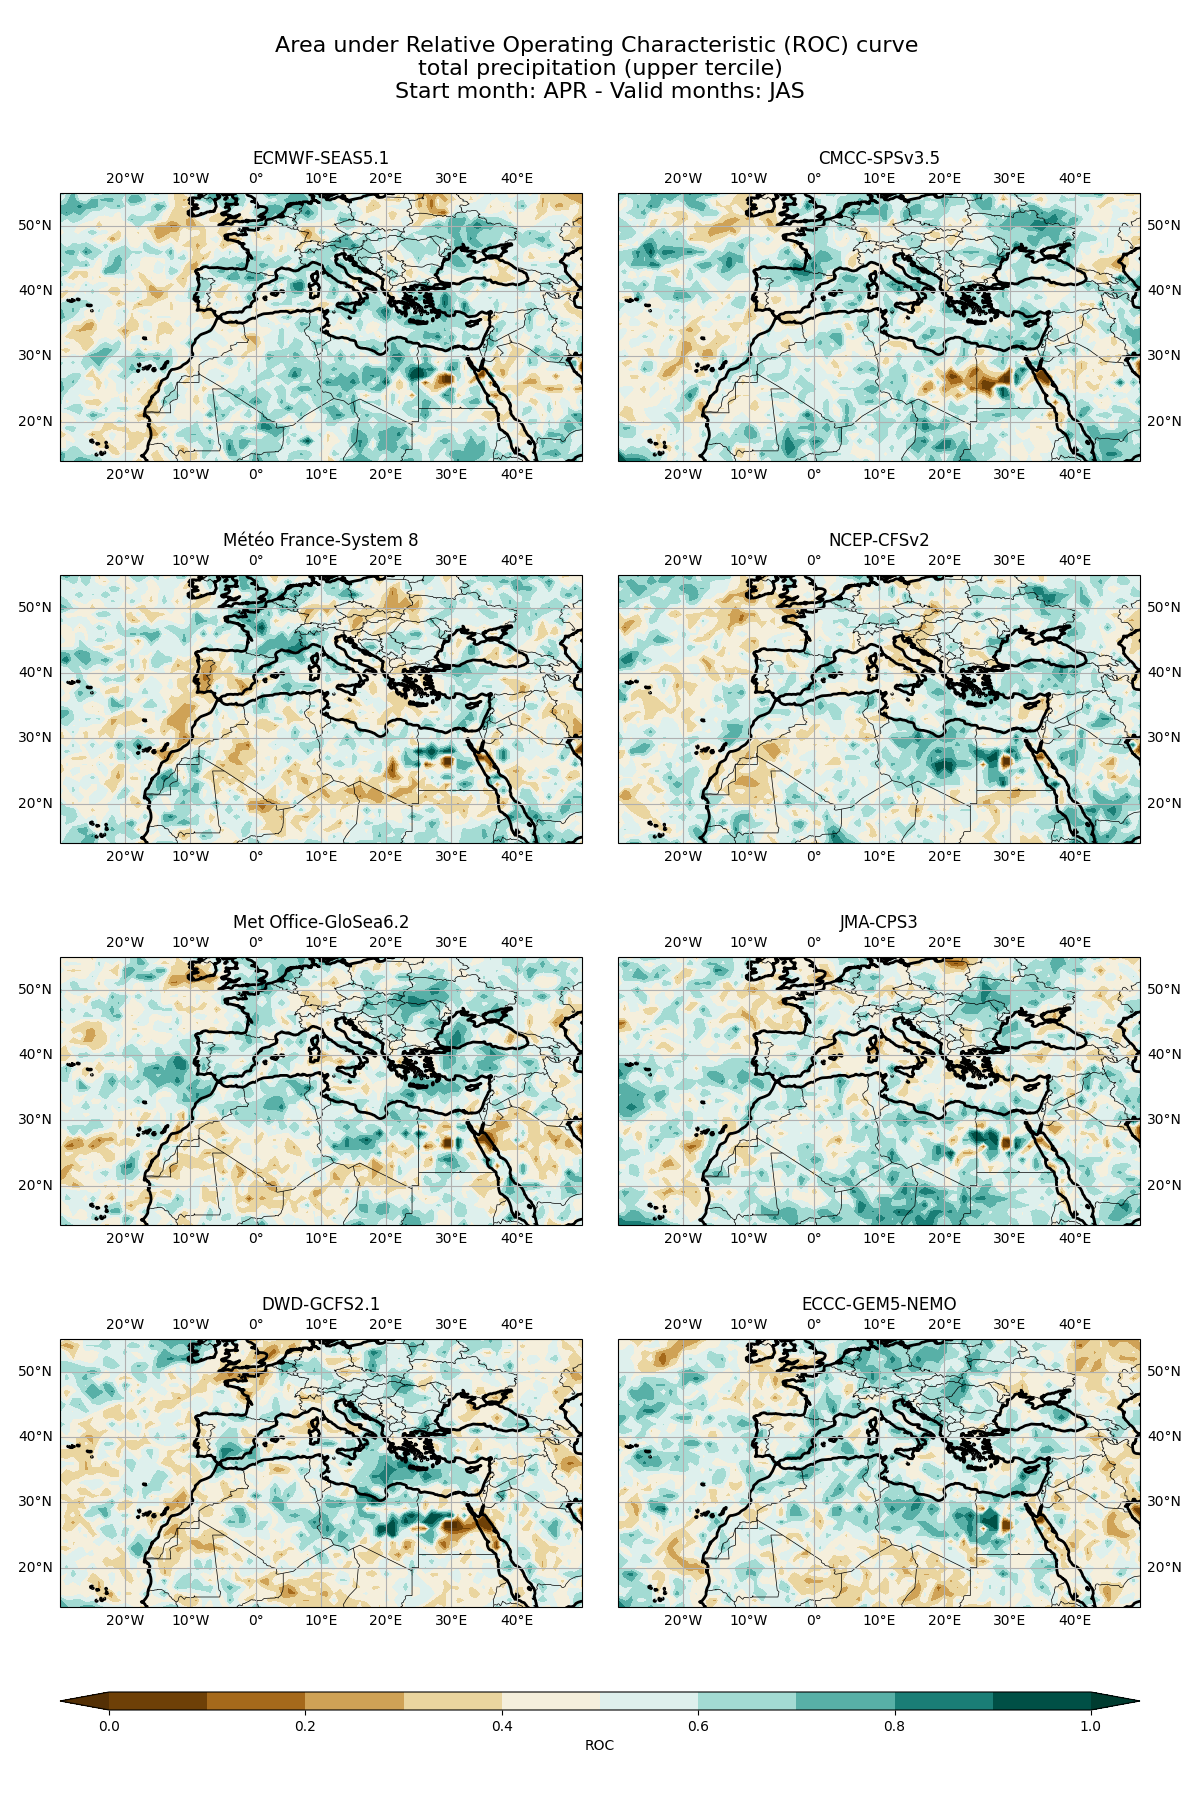 Area under Relative Operating Characteristic (ROC) curve
total precipitation (upper tercile)
Start month: APR - Valid months: JAS
ECMWF-SEAS5.1
20°W 10°W 0° 10°E 20°E 30°E 40°E
50°N
40°N
30°N
20°N
20°W 10°W 0° 10°E 20°E 30°E 40°E
CMCC-SPSv3.5
20°W 10°W 0° 10°E 20°E 30°E 40°E
50°N
40°N
30°N
20°N
20°W 10°W 0° 10°E 20°E 30°E 40°E
Météo France-System 8
20°W 10°W 0° 10°E 20°E 30°E 40°E
50°N
40°N
30°N
20°N
20°W 10°W 0° 10°E 20°E 30°E 40°E
NCEP-CFSv2
20°W 10°W 0° 10°E 20°E 30°E 40°E
50°N
40°N
30°N
20°N
20°W 10°W 0° 10°E 20°E 30°E 40°E
Met Office-GloSea6.2
20°W 10°W 0° 10°E 20°E 30°E 40°E
50°N
40°N
30°N
20°N
20°W 10°W 0° 10°E 20°E 30°E 40°E
JMA-CPS3
20°W 10°W 0° 10°E 20°E 30°E 40°E
50°N
40°N
30°N
20°N
20°W 10°W 0° 10°E 20°E 30°E 40°E
DWD-GCFS2.1
20°W 10°W 0° 10°E 20°E 30°E 40°E
50°N
40°N
30°N
20°N
20°W 10°W 0° 10°E 20°E 30°E 40°E
ECCC-GEM5-NEMO
20°W 10°W 0° 10°E 20°E 30°E 40°E
50°N
40°N
30°N
20°N
20°W 10°W 0° 10°E 20°E 30°E 40°E
0.0 0.2 0.4 0.6 0.8 1.0
ROC